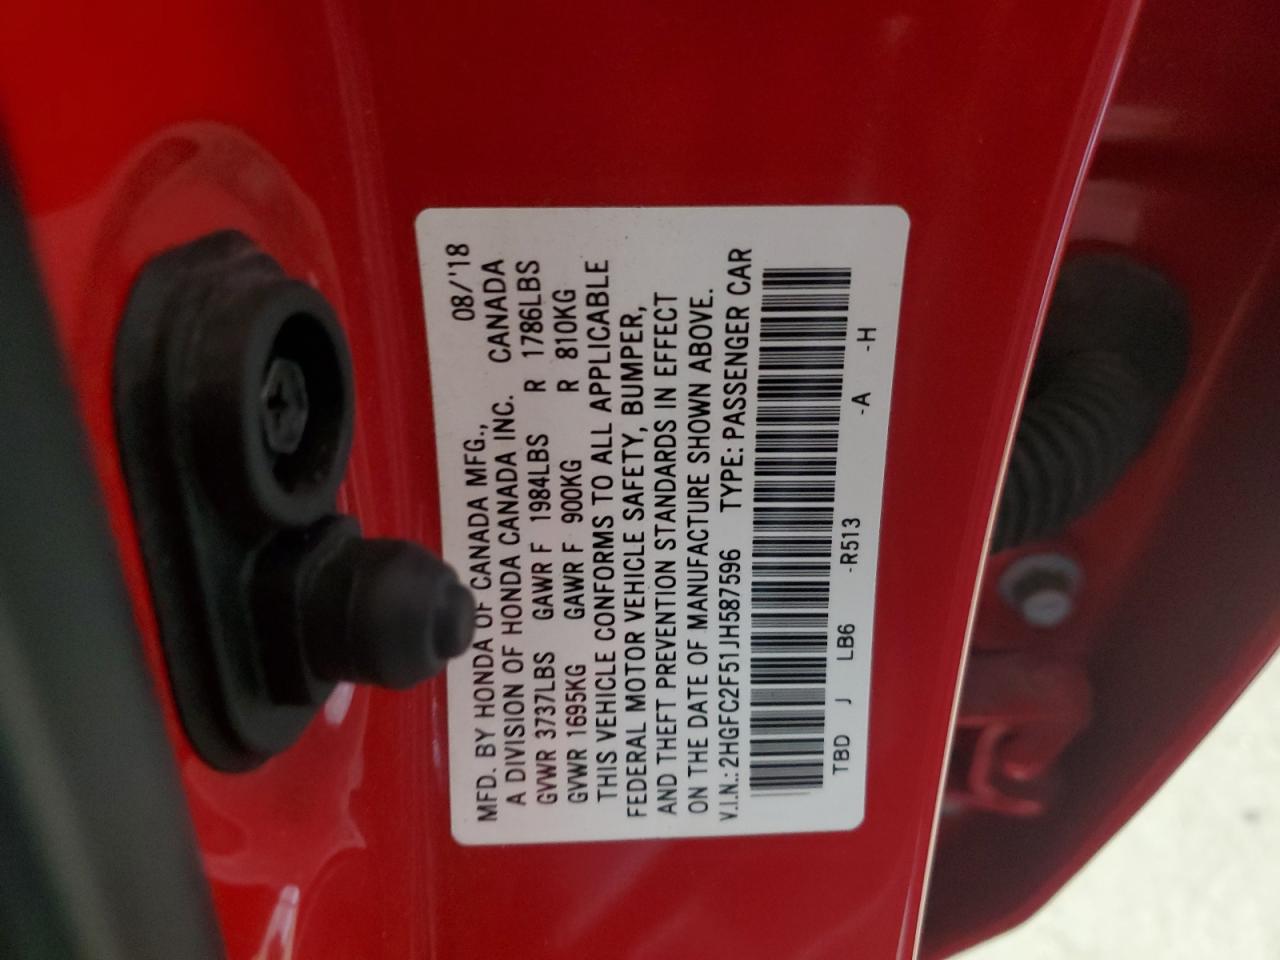 MFD. BY HONDA OF CANADA MFG., 08/'18
A DIVISION OF HONDA CANADA INC. CANADA
GVWR 3737LBS GAWR F 1984LBS R 1786LBS
GVWR 1695KG GAWR F 900KG R 810KG
THIS VEHICLE CONFORMS TO ALL APPLICABLE
FEDERAL MOTOR VEHICLE SAFETY, BUMPER,
AND THEFT PREVENTION STANDARDS IN EFFECT
ON THE DATE OF MANUFACTURE SHOWN ABOVE.
V.I.N.: 2HGFC2F51JH587596 TYPE: PASSENGER CAR
TBD J LB6 -R513 -A -H